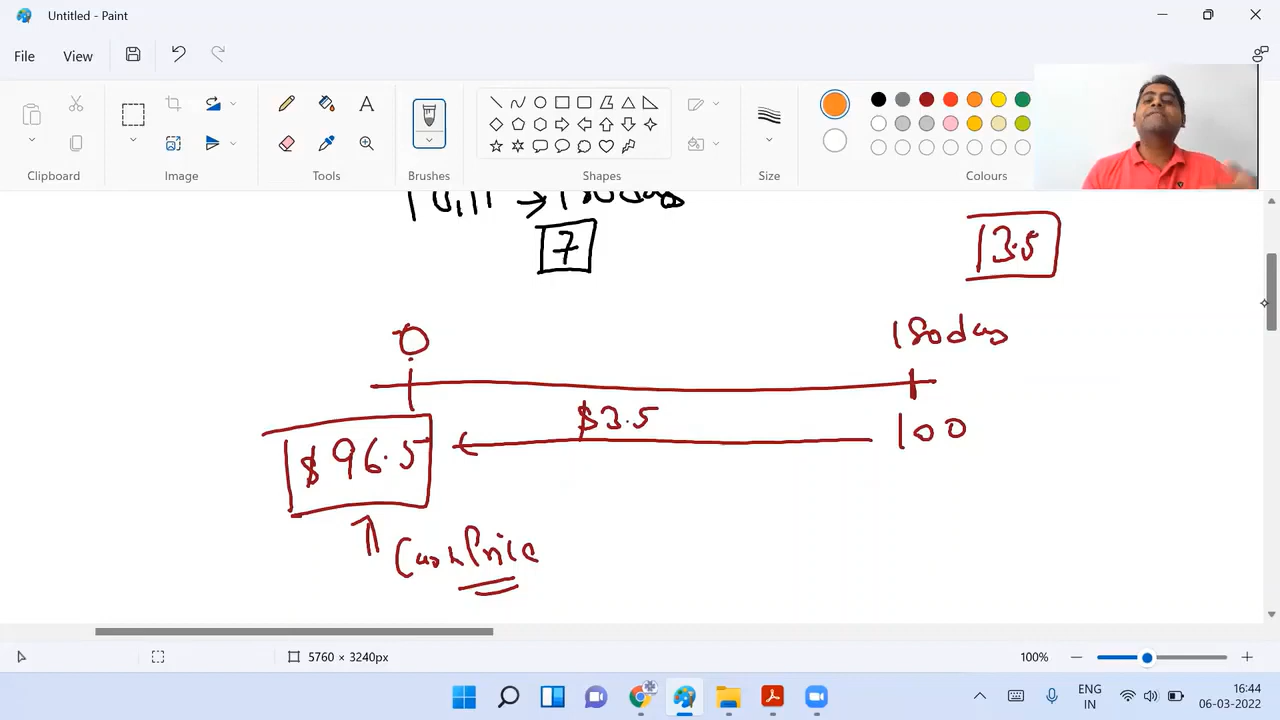 Untitled - Paint
File View
Clipboard Image Tools Brushes Shapes Size Colours
7
3.5
0
180days
$3.5
100
$96.5
Cash Price
5760 × 3240px
100%
ENG
IN
16:44
06-03-2022